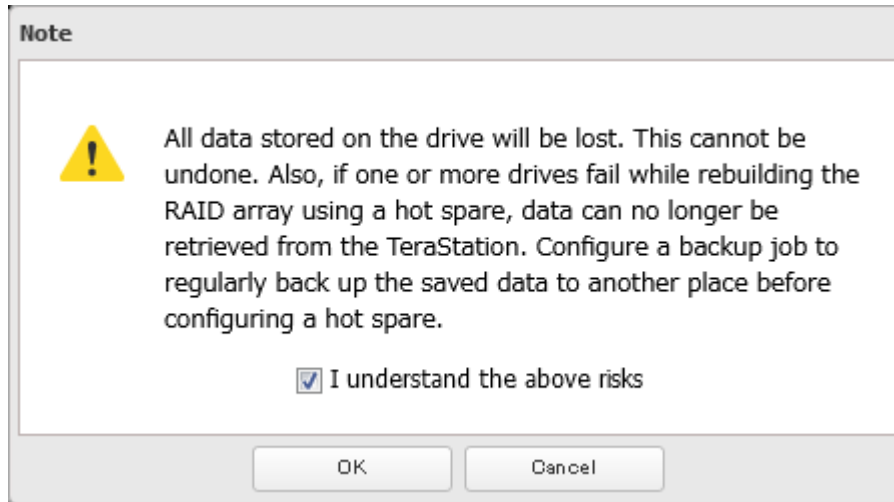 Note
All data stored on the drive will be lost. This cannot be
undone. Also, if one or more drives fail while rebuilding the
RAID array using a hot spare, data can no longer be
retrieved from the TeraStation. Configure a backup job to
regularly back up the saved data to another place before
configuring a hot spare.
I understand the above risks
OK
Cancel